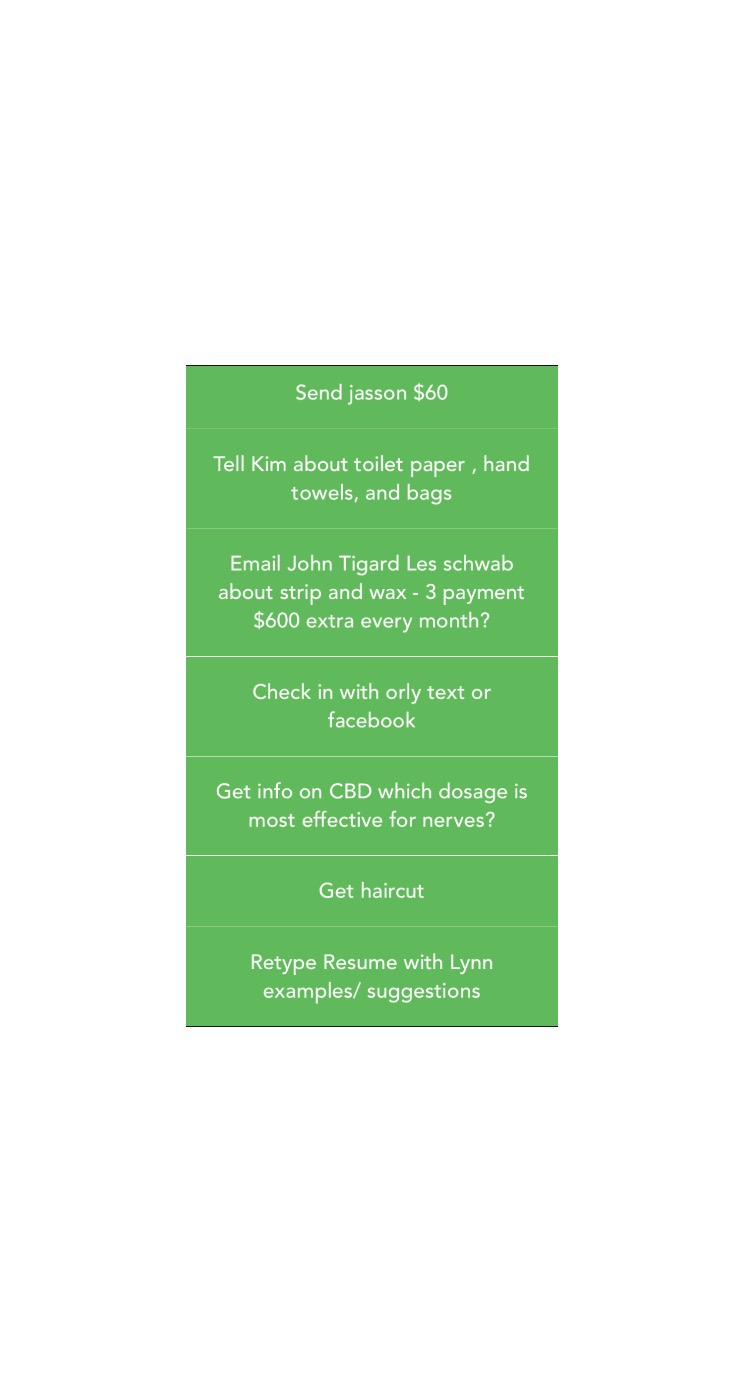 Send jasson $60
Tell Kim about toilet paper , hand
towels, and bags
Email John Tigard Les schwab
about strip and wax - 3 payment
$600 extra every month?
Check in with orly text or
facebook
Get info on CBD which dosage is
most effective for nerves?
Get haircut
Retype Resume with Lynn
examples/ suggestions